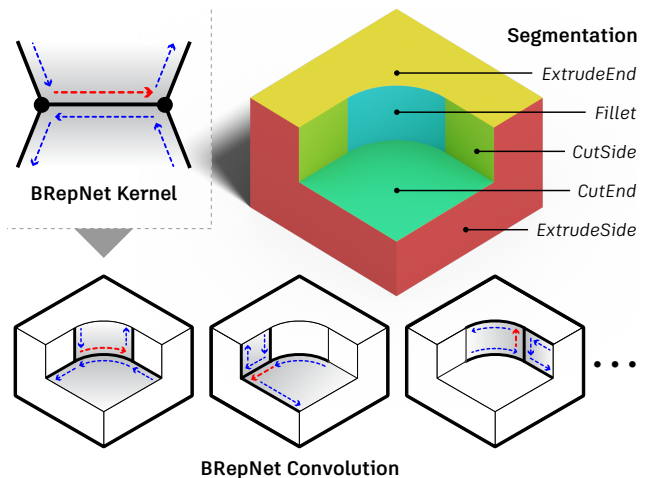 Segmentation
ExtrudeEnd
Fillet
CutSide
CutEnd
ExtrudeSide
BRepNet Kernel
BRepNet Convolution